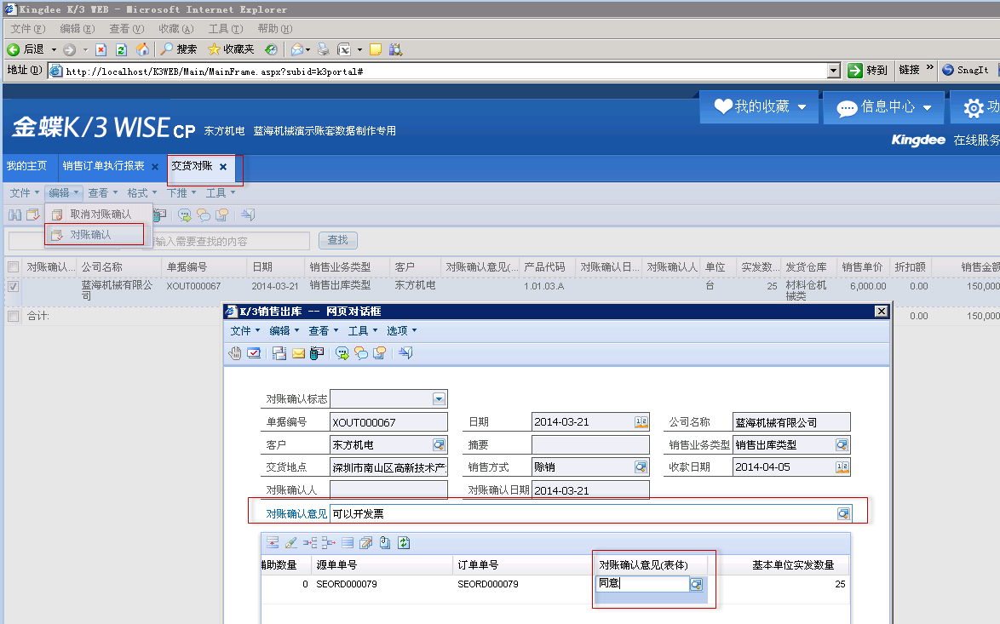 Kingdee K/3 WEB - Microsoft Internet Explorer
文件(F) 编辑(E) 查看(V) 收藏(A) 工具(T) 帮助(H)
后退 搜索 收藏夹
地址(D) http://localhost/K3WEB/Main/MainFrame.aspx?subid=k3portal# 转到 链接 » SnagIt
我的收藏 信息中心 功
金蝶K/3 WISE CP 东方机电 蓝海机械演示账套数据制作专用
Kingdee 在线服务
我的主页 销售订单执行报表 × 交货对账 ×
文件 编辑 查看 格式 下推 工具
取消对账确认
对账确认
输入需要查找的内容 查找
对账确认... 公司名称 单据编号 日期 销售业务类型 客户 对账确认意见(... 产品代码 对账确认日... 对账确认人 单位 实发数... 发货仓库 销售单价 折扣额 销售金额
蓝海机械有限公司 XOUT000067 2014-03-21 销售出库类型 东方机电 1.01.03.A 台 25 材料仓机械类 6,000.00 0.00 150,000
合计: 0.00 150,000
K/3销售出库 -- 网页对话框
文件 编辑 查看 工具 选项
对账确认标志
单据编号 XOUT000067 日期 2014-03-21 公司名称 蓝海机械有限公司
客户 东方机电 摘要 销售业务类型 销售出库类型
交货地点 深圳市南山区高新技术产 销售方式 赊销 收款日期 2014-04-05
对账确认人 对账确认日期 2014-03-21
对账确认意见 可以开发票
辅助数量 源单单号 订单单号 对账确认意见(表体) 基本单位实发数量
0 SEORD000079 SEORD000079 同意 25